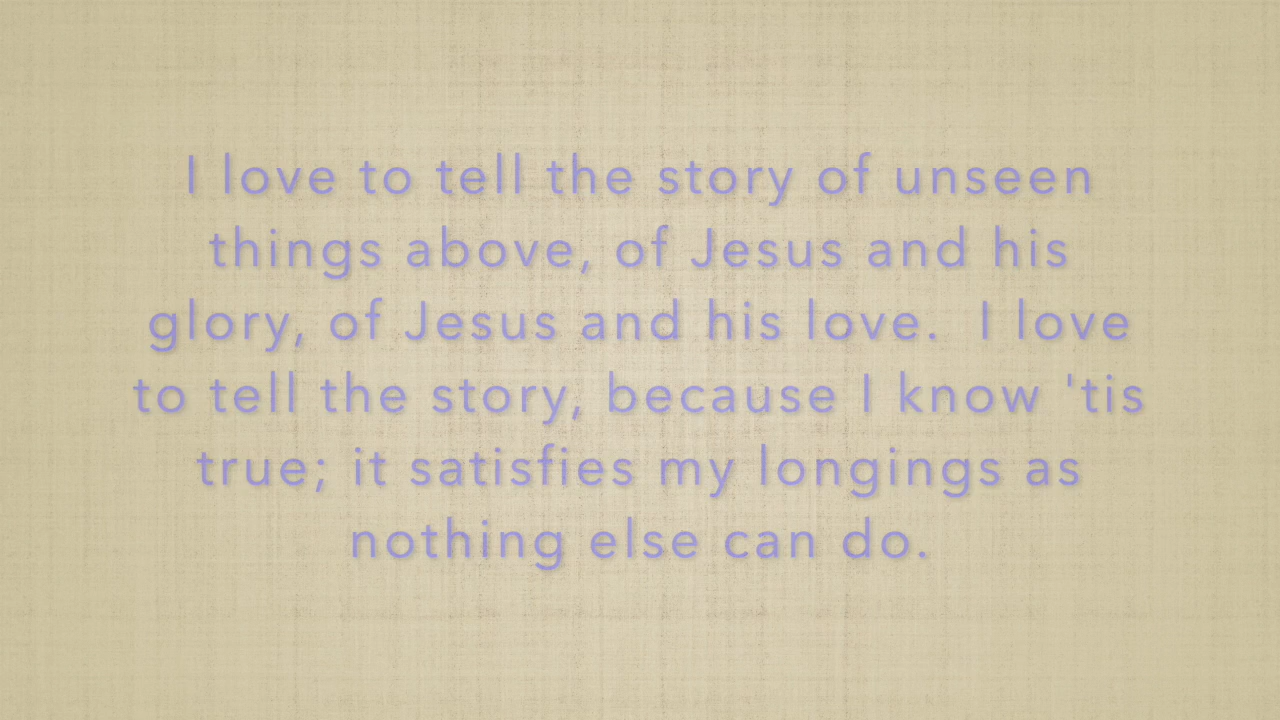 I love to tell the story of unseen
things above, of Jesus and his
glory, of Jesus and his love.  I love
to tell the story, because I know 'tis
true; it satisfies my longings as
nothing else can do.